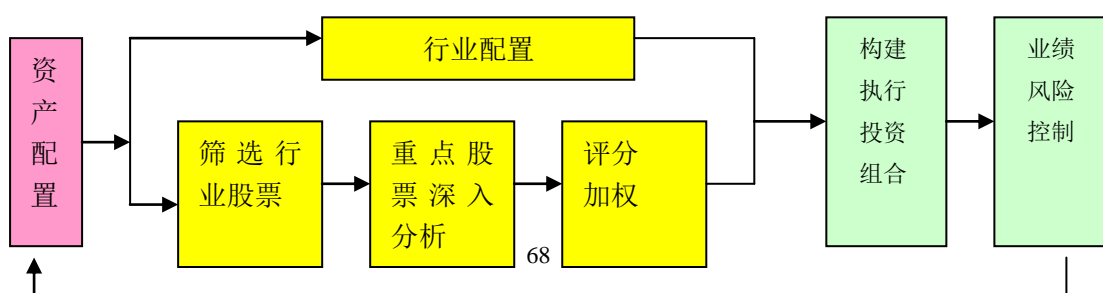 资
产
配
置
行业配置
筛选行
业股票
重点股
票深入
分析
评分
加权
构建
执行
投资
组合
业绩
风险
控制
68